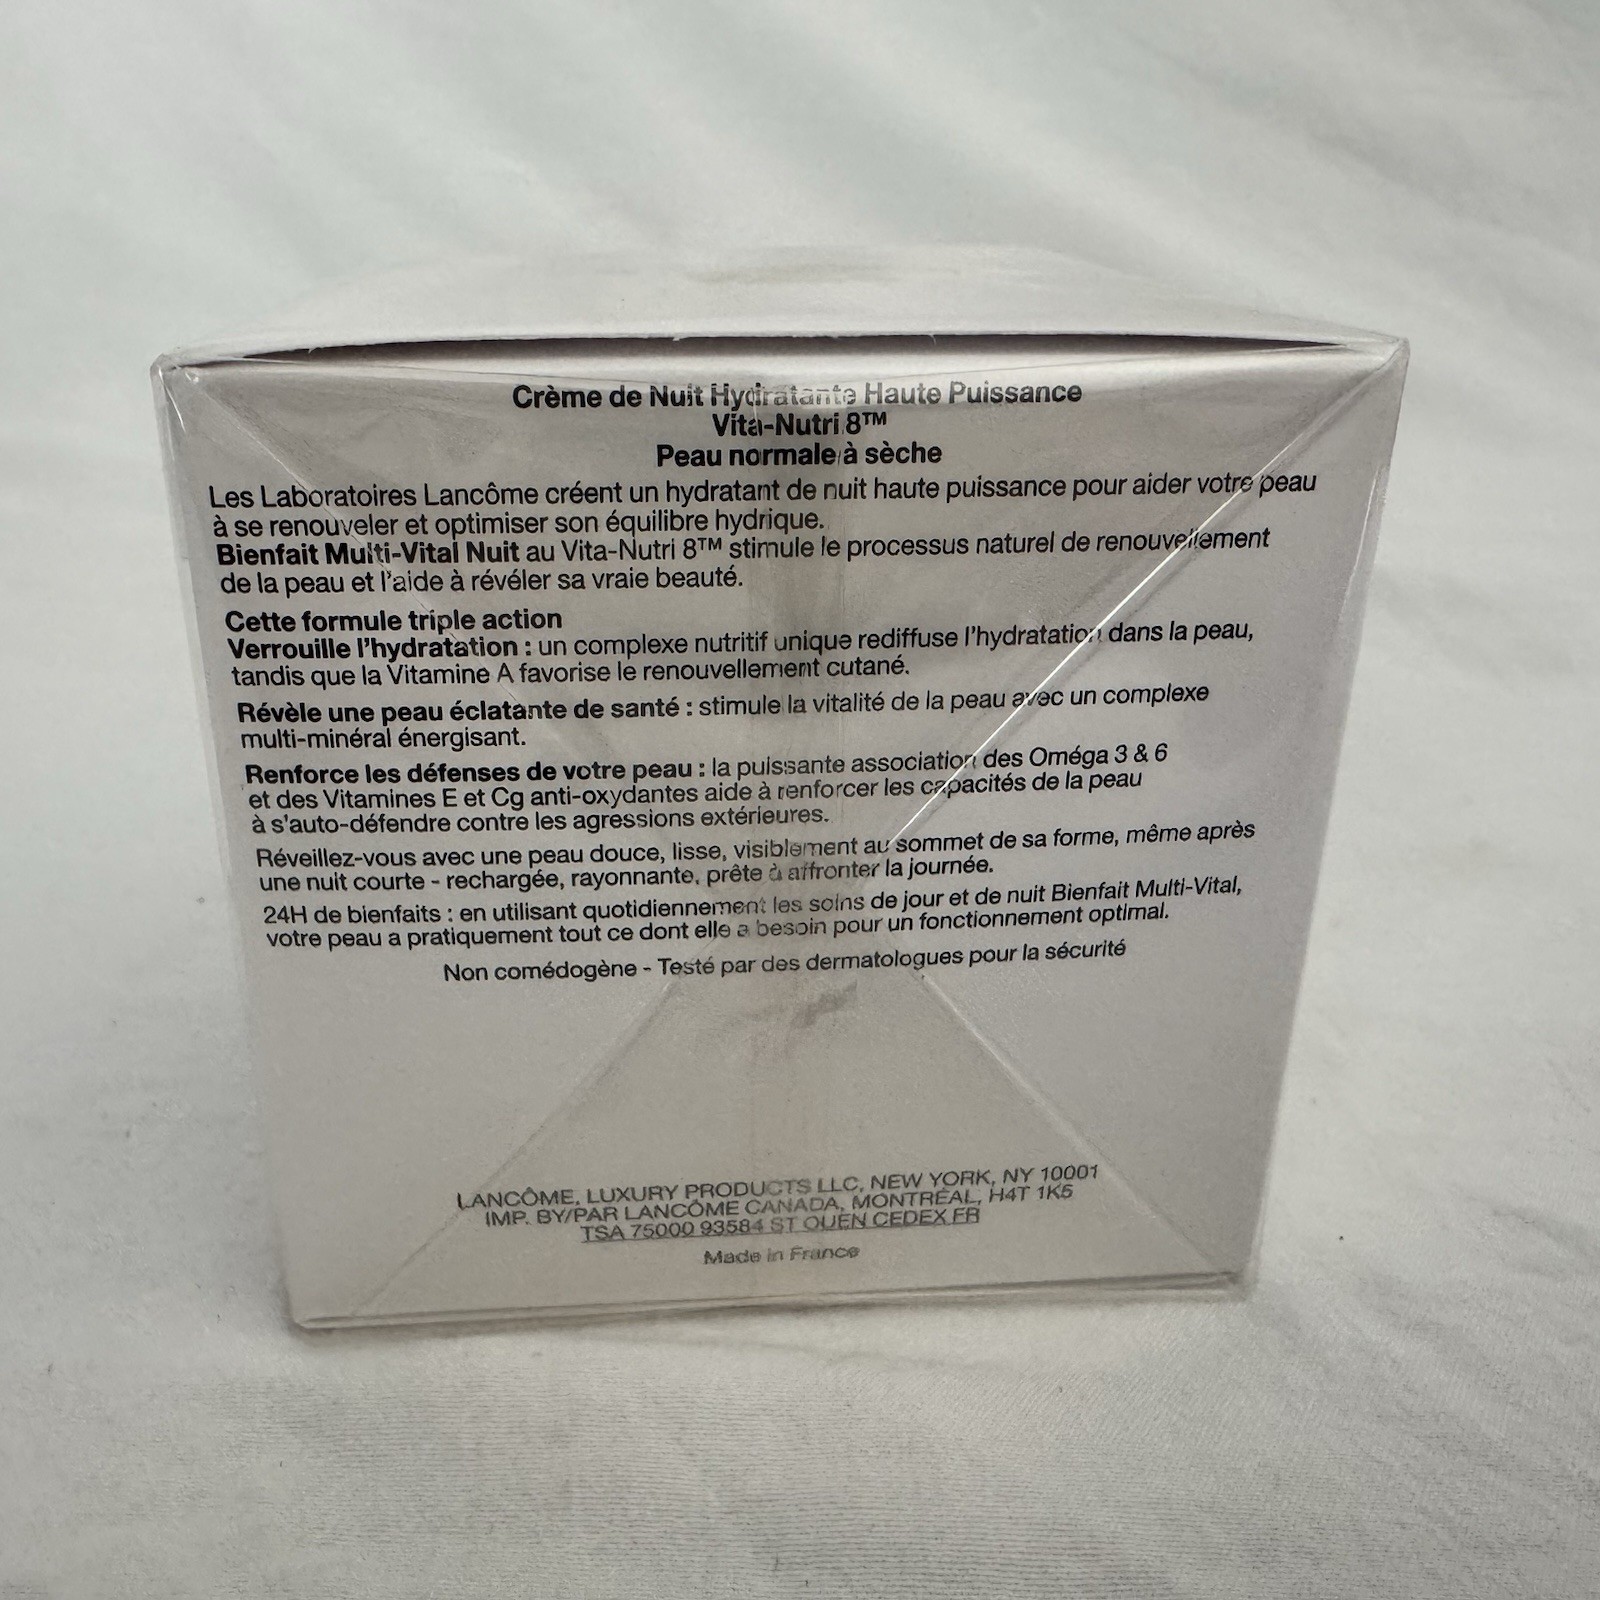 Crème de Nuit Hydratante Haute Puissance
Vita-Nutri 8™
Peau normale à sèche
Les Laboratoires Lancôme créent un hydratant de nuit haute puissance pour aider votre peau
à se renouveler et optimiser son équilibre hydrique.
Bienfait Multi-Vital Nuit au Vita-Nutri 8™ stimule le processus naturel de renouvellement
de la peau et l'aide à révéler sa vraie beauté.
Cette formule triple action
Verrouille l'hydratation : un complexe nutritif unique rediffuse l'hydratation dans la peau,
tandis que la Vitamine A favorise le renouvellement cutané.
Révèle une peau éclatante de santé : stimule la vitalité de la peau avec un complexe
multi-minéral énergisant.
Renforce les défenses de votre peau : la puissante association des Oméga 3 & 6
et des Vitamines E et Cg anti-oxydantes aide à renforcer les capacités de la peau
à s'auto-défendre contre les agressions extérieures.
Réveillez-vous avec une peau douce, lisse, visiblement au sommet de sa forme, même après
une nuit courte - rechargée, rayonnante, prête à affronter la journée.
24H de bienfaits : en utilisant quotidiennement les soins de jour et de nuit Bienfait Multi-Vital,
votre peau a pratiquement tout ce dont elle a besoin pour un fonctionnement optimal.
Non comédogène - Testé par des dermatologues pour la sécurité
LANCÔME, LUXURY PRODUCTS LLC, NEW YORK, NY 10001
IMP. BY/PAR LANCÔME CANADA, MONTRÉAL, H4T 1K5
TSA 75000 93584 ST OUEN CEDEX FR
Made in France